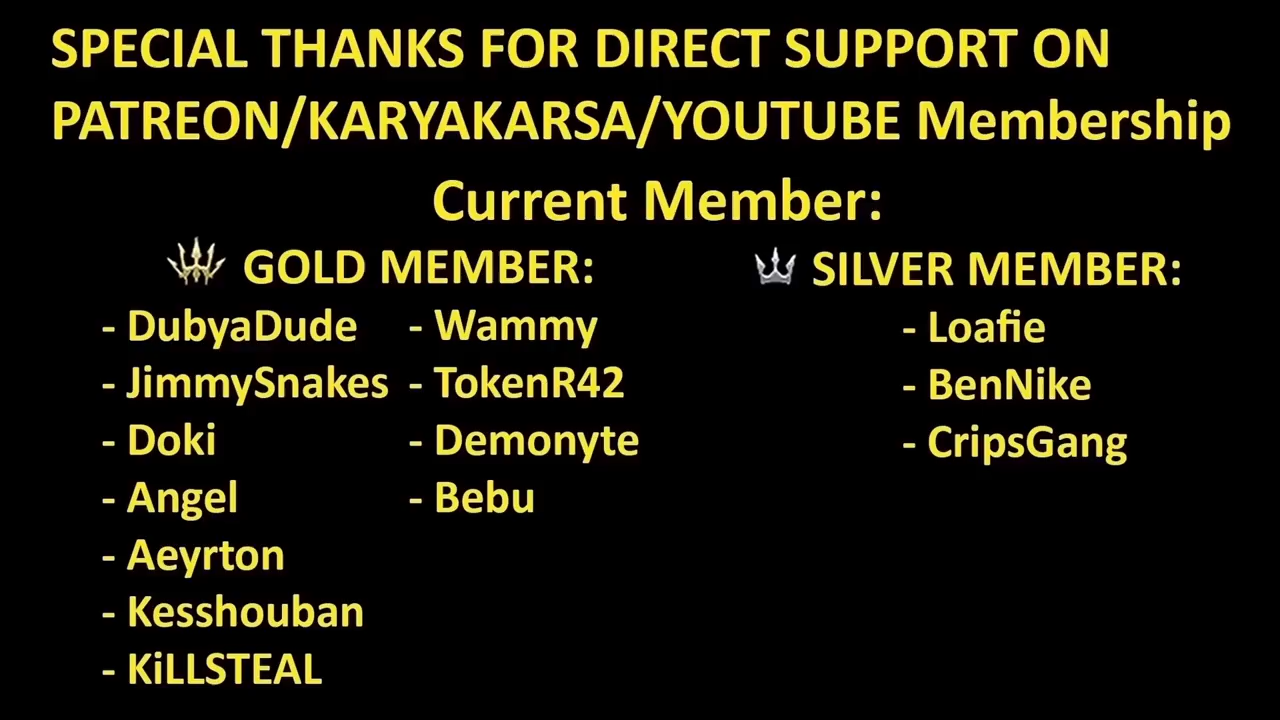 SPECIAL THANKS FOR DIRECT SUPPORT ON
PATREON/KARYAKARSA/YOUTUBE Membership
Current Member:
GOLD MEMBER:
- DubyaDude
- JimmySnakes
- Doki
- Angel
- Aeyrton
- Kesshouban
- KiLLSTEAL
- Wammy
- TokenR42
- Demonyte
- Bebu
SILVER MEMBER:
- Loafie
- BenNike
- CripsGang